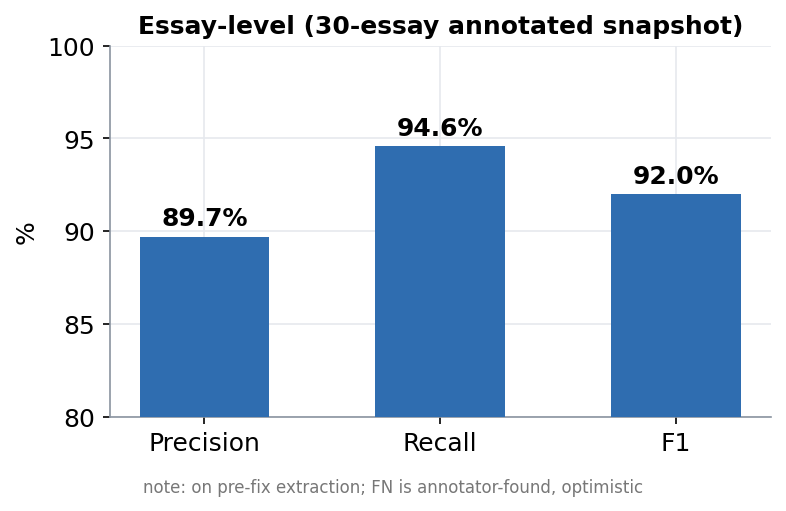 Essay-level (30-essay annotated snapshot)
100
95
90
85
80
%
89.7%
94.6%
92.0%
Precision
Recall
F1
note: on pre-fix extraction; FN is annotator-found, optimistic